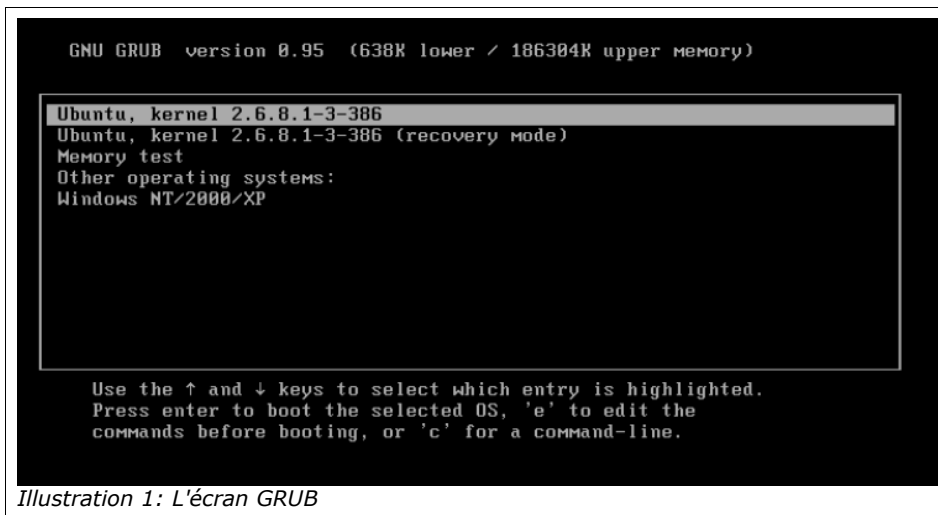 GNU GRUB version 0.95 (638K lower / 186304K upper memory)
Ubuntu, kernel 2.6.8.1-3-386
Ubuntu, kernel 2.6.8.1-3-386 (recovery mode)
Memory test
Other operating systems:
Windows NT/2000/XP
Use the ↑ and ↓ keys to select which entry is highlighted.
Press enter to boot the selected OS, 'e' to edit the
commands before booting, or 'c' for a command-line.
Illustration 1: L'écran GRUB